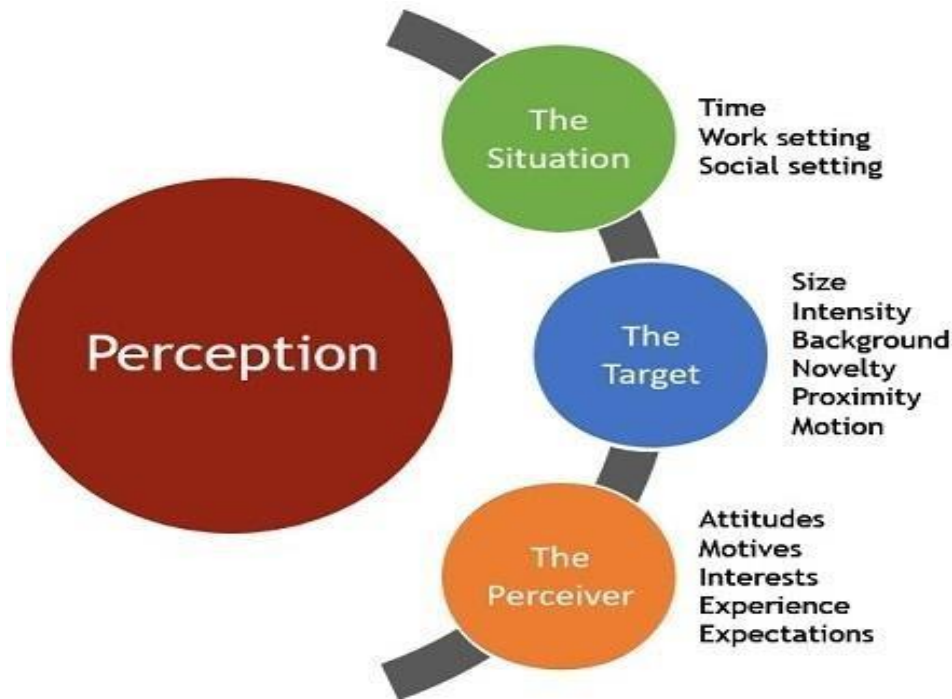 Perception
The
Situation
Time
Work setting
Social setting
The
Target
Size
Intensity
Background
Novelty
Proximity
Motion
The
Perceiver
Attitudes
Motives
Interests
Experience
Expectations